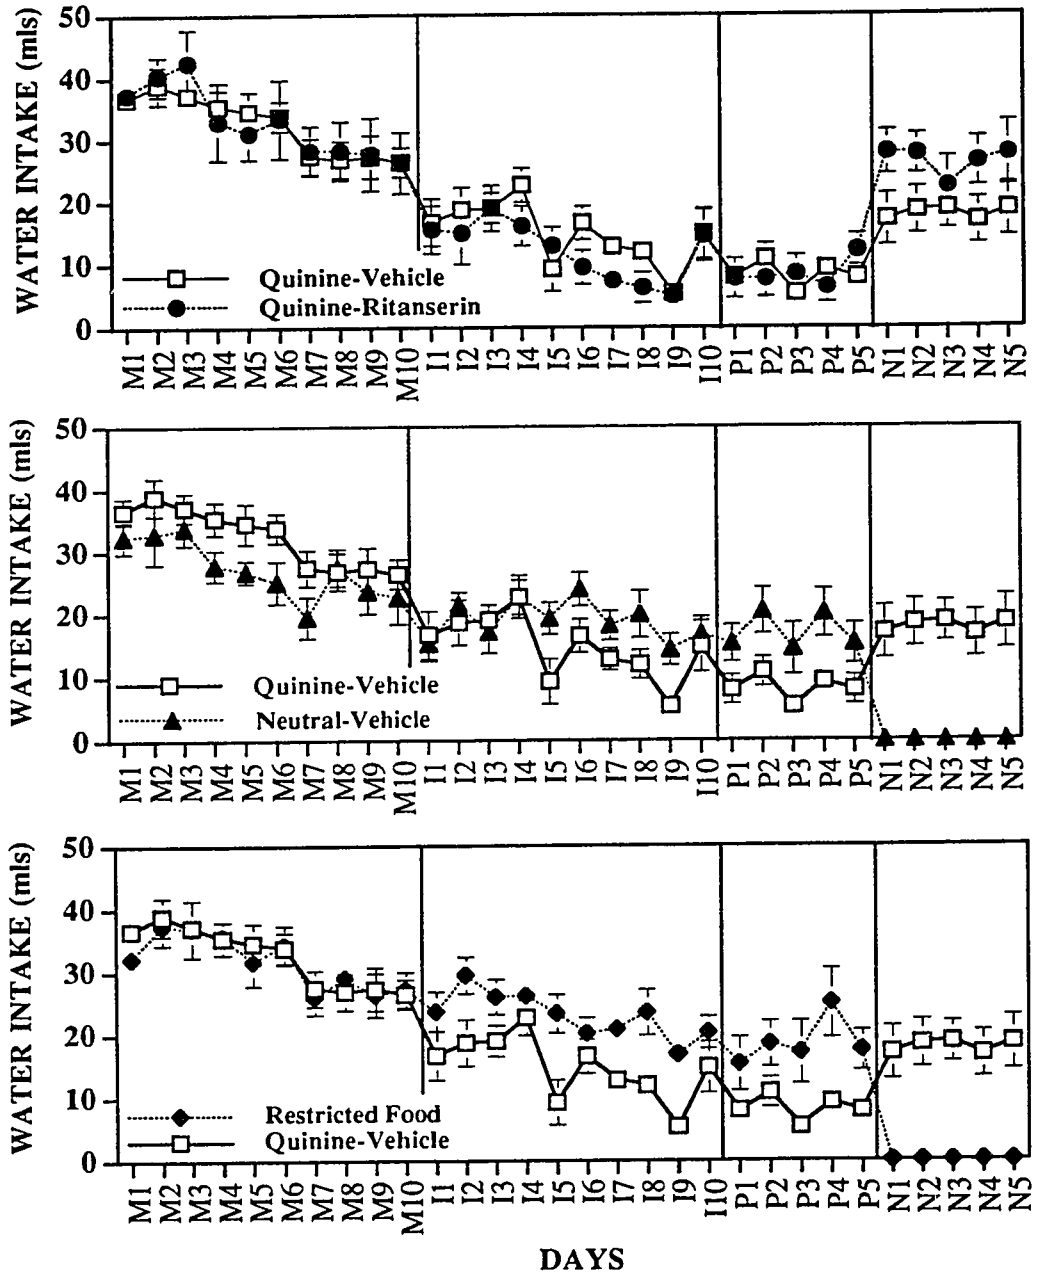 WATER INTAKE (mls)
50
40
30
20
10
0
Quinine-Vehicle
Quinine-Ritanserin
M1 M2 M3 M4 M5 M6 M7 M8 M9 M10 I1 I2 I3 I4 I5 I6 I7 I8 I9 I10 P1 P2 P3 P4 P5 N1 N2 N3 N4 N5
WATER INTAKE (mls)
50
40
30
20
10
0
Quinine-Vehicle
Neutral-Vehicle
M1 M2 M3 M4 M5 M6 M7 M8 M9 M10 I1 I2 I3 I4 I5 I6 I7 I8 I9 I10 P1 P2 P3 P4 P5 N1 N2 N3 N4 N5
WATER INTAKE (mls)
50
40
30
20
10
0
Restricted Food
Quinine-Vehicle
M1 M2 M3 M4 M5 M6 M7 M8 M9 M10 I1 I2 I3 I4 I5 I6 I7 I8 I9 I10 P1 P2 P3 P4 P5 N1 N2 N3 N4 N5
DAYS